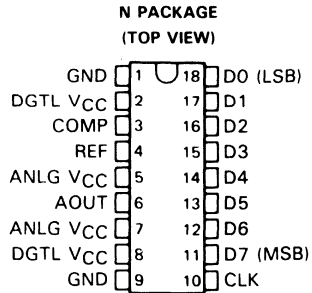 N PACKAGE
(TOP VIEW)
GND 1 18 D0 (LSB)
DGTL VCC 2 17 D1
COMP 3 16 D2
REF 4 15 D3
ANLG VCC 5 14 D4
AOUT 6 13 D5
ANLG VCC 7 12 D6
DGTL VCC 8 11 D7 (MSB)
GND 9 10 CLK